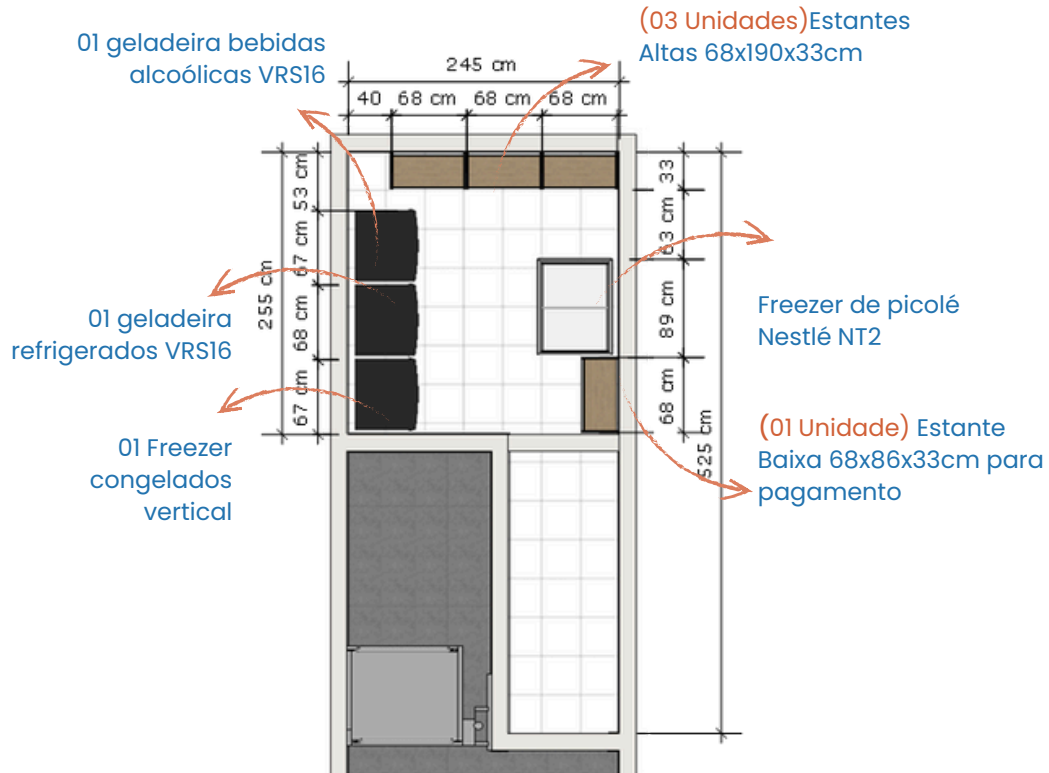 (03 Unidades)Estantes
Altas 68x190x33cm
01 geladeira bebidas
alcoólicas VRS16
245 cm
40 68 cm 68 cm 68 cm
53 cm
67 cm
68 cm
67 cm
255 cm
33
63 cm
89 cm
68 cm
525 cm
01 geladeira
refrigerados VRS16
Freezer de picolé
Nestlé NT2
01 Freezer
congelados
vertical
(01 Unidade) Estante
Baixa 68x86x33cm para
pagamento